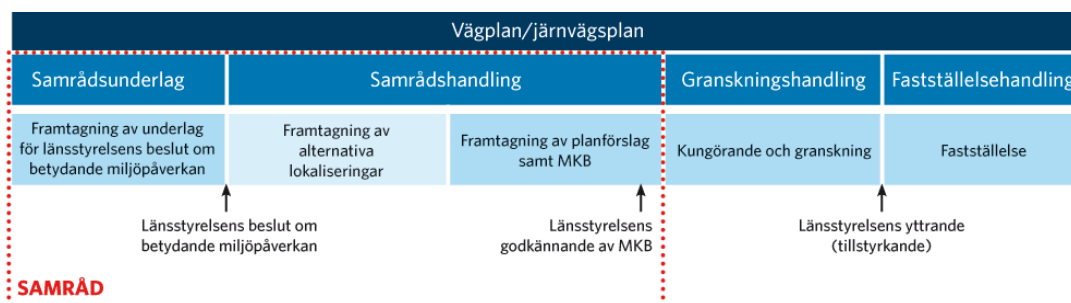 Vägplan/järnvägsplan
Samrådsunderlag
Samrådshandling
Granskningshandling
Fastställelsehandling
Framtagning av underlag
för länsstyrelsens beslut om
betydande miljöpåverkan
Framtagning av
alternativa
lokaliseringar
Framtagning av planförslag
samt MKB
Kungörande och granskning
Fastställelse
Länsstyrelsens beslut om
betydande miljöpåverkan
Länsstyrelsens
godkännande av MKB
Länsstyrelsens yttrande
(tillstyrkande)
SAMRÅD